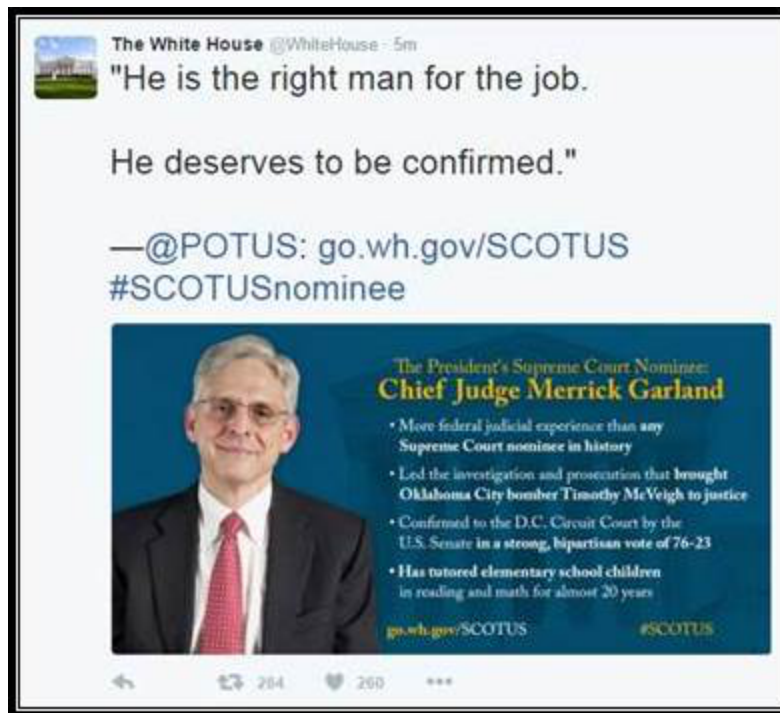 The White House @WhiteHouse · 5m
"He is the right man for the job.
He deserves to be confirmed."
—@POTUS: go.wh.gov/SCOTUS
#SCOTUSnominee
The President's Supreme Court Nominee:
Chief Judge Merrick Garland
• More federal judicial experience than any
Supreme Court nominee in history
• Led the investigation and prosecution that brought
Oklahoma City bomber Timothy McVeigh to justice
• Confirmed to the D.C. Circuit Court by the
U.S. Senate in a strong, bipartisan vote of 76-23
• Has tutored elementary school children
in reading and math for almost 20 years
go.wh.gov/SCOTUS #SCOTUS
264 260